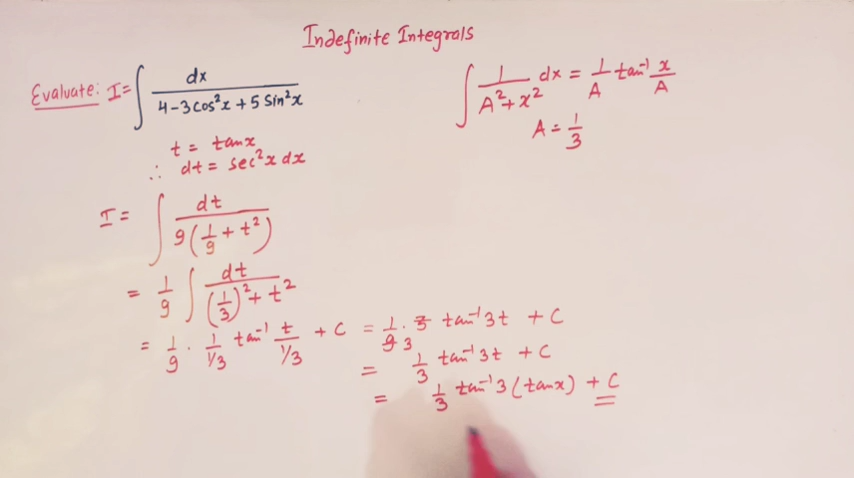 Indefinite Integrals
Evaluate: I = ∫ dx / (4 - 3cos²x + 5 Sin²x)
∫ 1 / (A² + x²) dx = 1/A tan⁻¹ x/A
A = 1/3
t = tanx
∴ dt = sec²x dx
I = ∫ dt / 9(1/9 + t²)
= 1/9 ∫ dt / (1/3)² + t²
= 1/9 · 1/1/3 tan⁻¹ t/1/3 + C = 1/9 3 · 3 tan⁻¹ 3t + C
= 1/3 tan⁻¹ 3t + C
= 1/3 tan⁻¹ 3 (tanx) + C